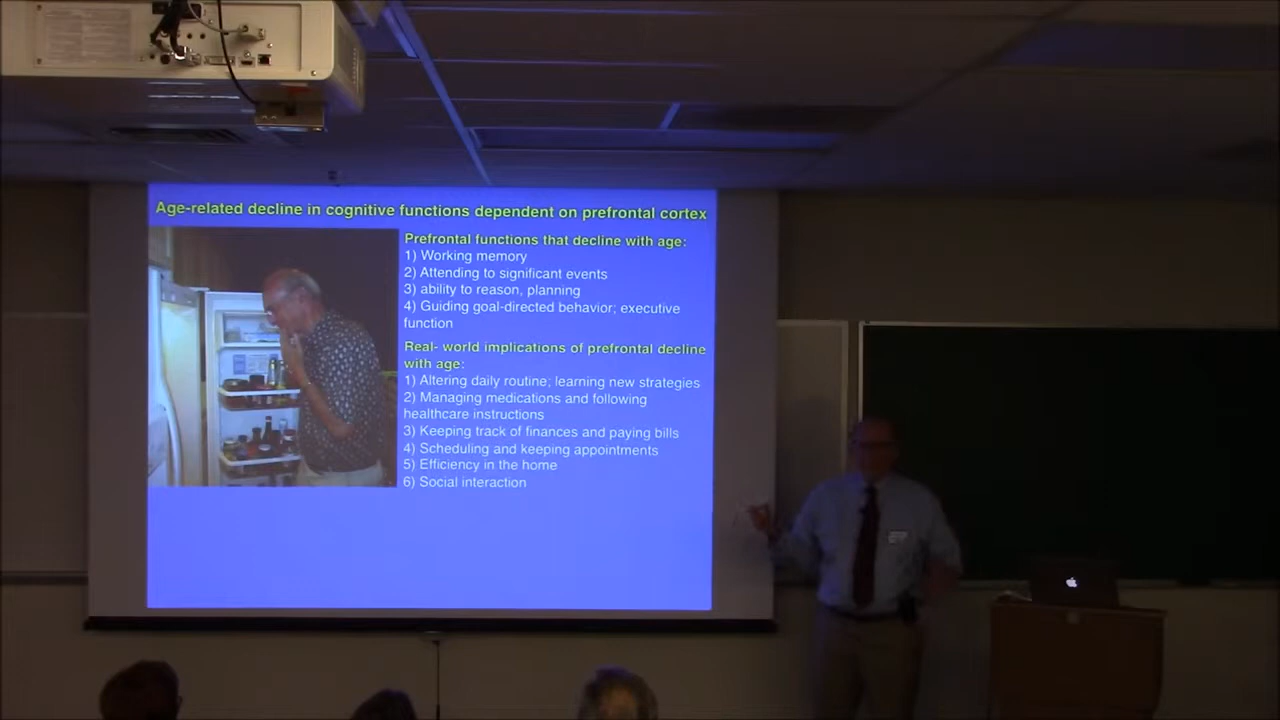 Age-related decline in cognitive functions dependent on prefrontal cortex
Prefrontal functions that decline with age:
1) Working memory
2) Attending to significant events
3) ability to reason, planning
4) Guiding goal-directed behavior; executive
function
Real- world implications of prefrontal decline
with age:
1) Altering daily routine; learning new strategies
2) Managing medications and following
healthcare instructions
3) Keeping track of finances and paying bills
4) Scheduling and keeping appointments
5) Efficiency in the home
6) Social interaction